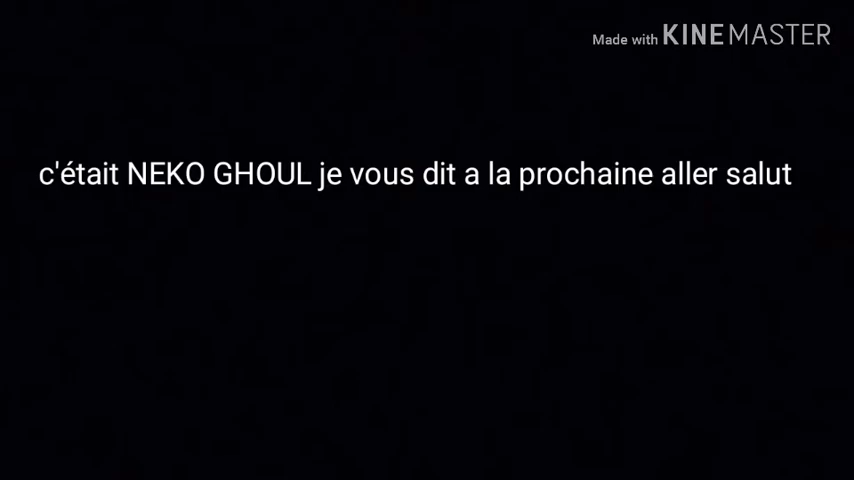 Made with KINEMASTER
c'était NEKO GHOUL je vous dit a la prochaine aller salut